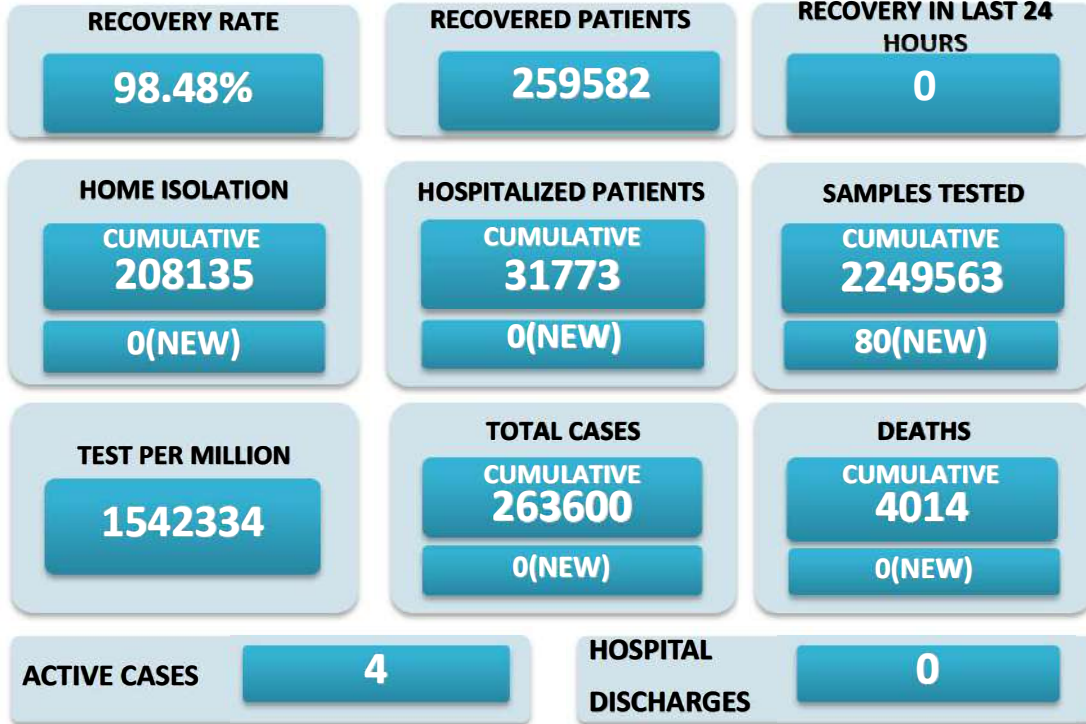 RECOVERY RATE
98.48%
RECOVERED PATIENTS
259582
RECOVERY IN LAST 24
HOURS
0
HOME ISOLATION
CUMULATIVE
208135
0(NEW)
HOSPITALIZED PATIENTS
CUMULATIVE
31773
0(NEW)
SAMPLES TESTED
CUMULATIVE
2249563
80(NEW)
TEST PER MILLION
1542334
TOTAL CASES
CUMULATIVE
263600
0(NEW)
DEATHS
CUMULATIVE
4014
0(NEW)
ACTIVE CASES
4
HOSPITAL
DISCHARGES
0